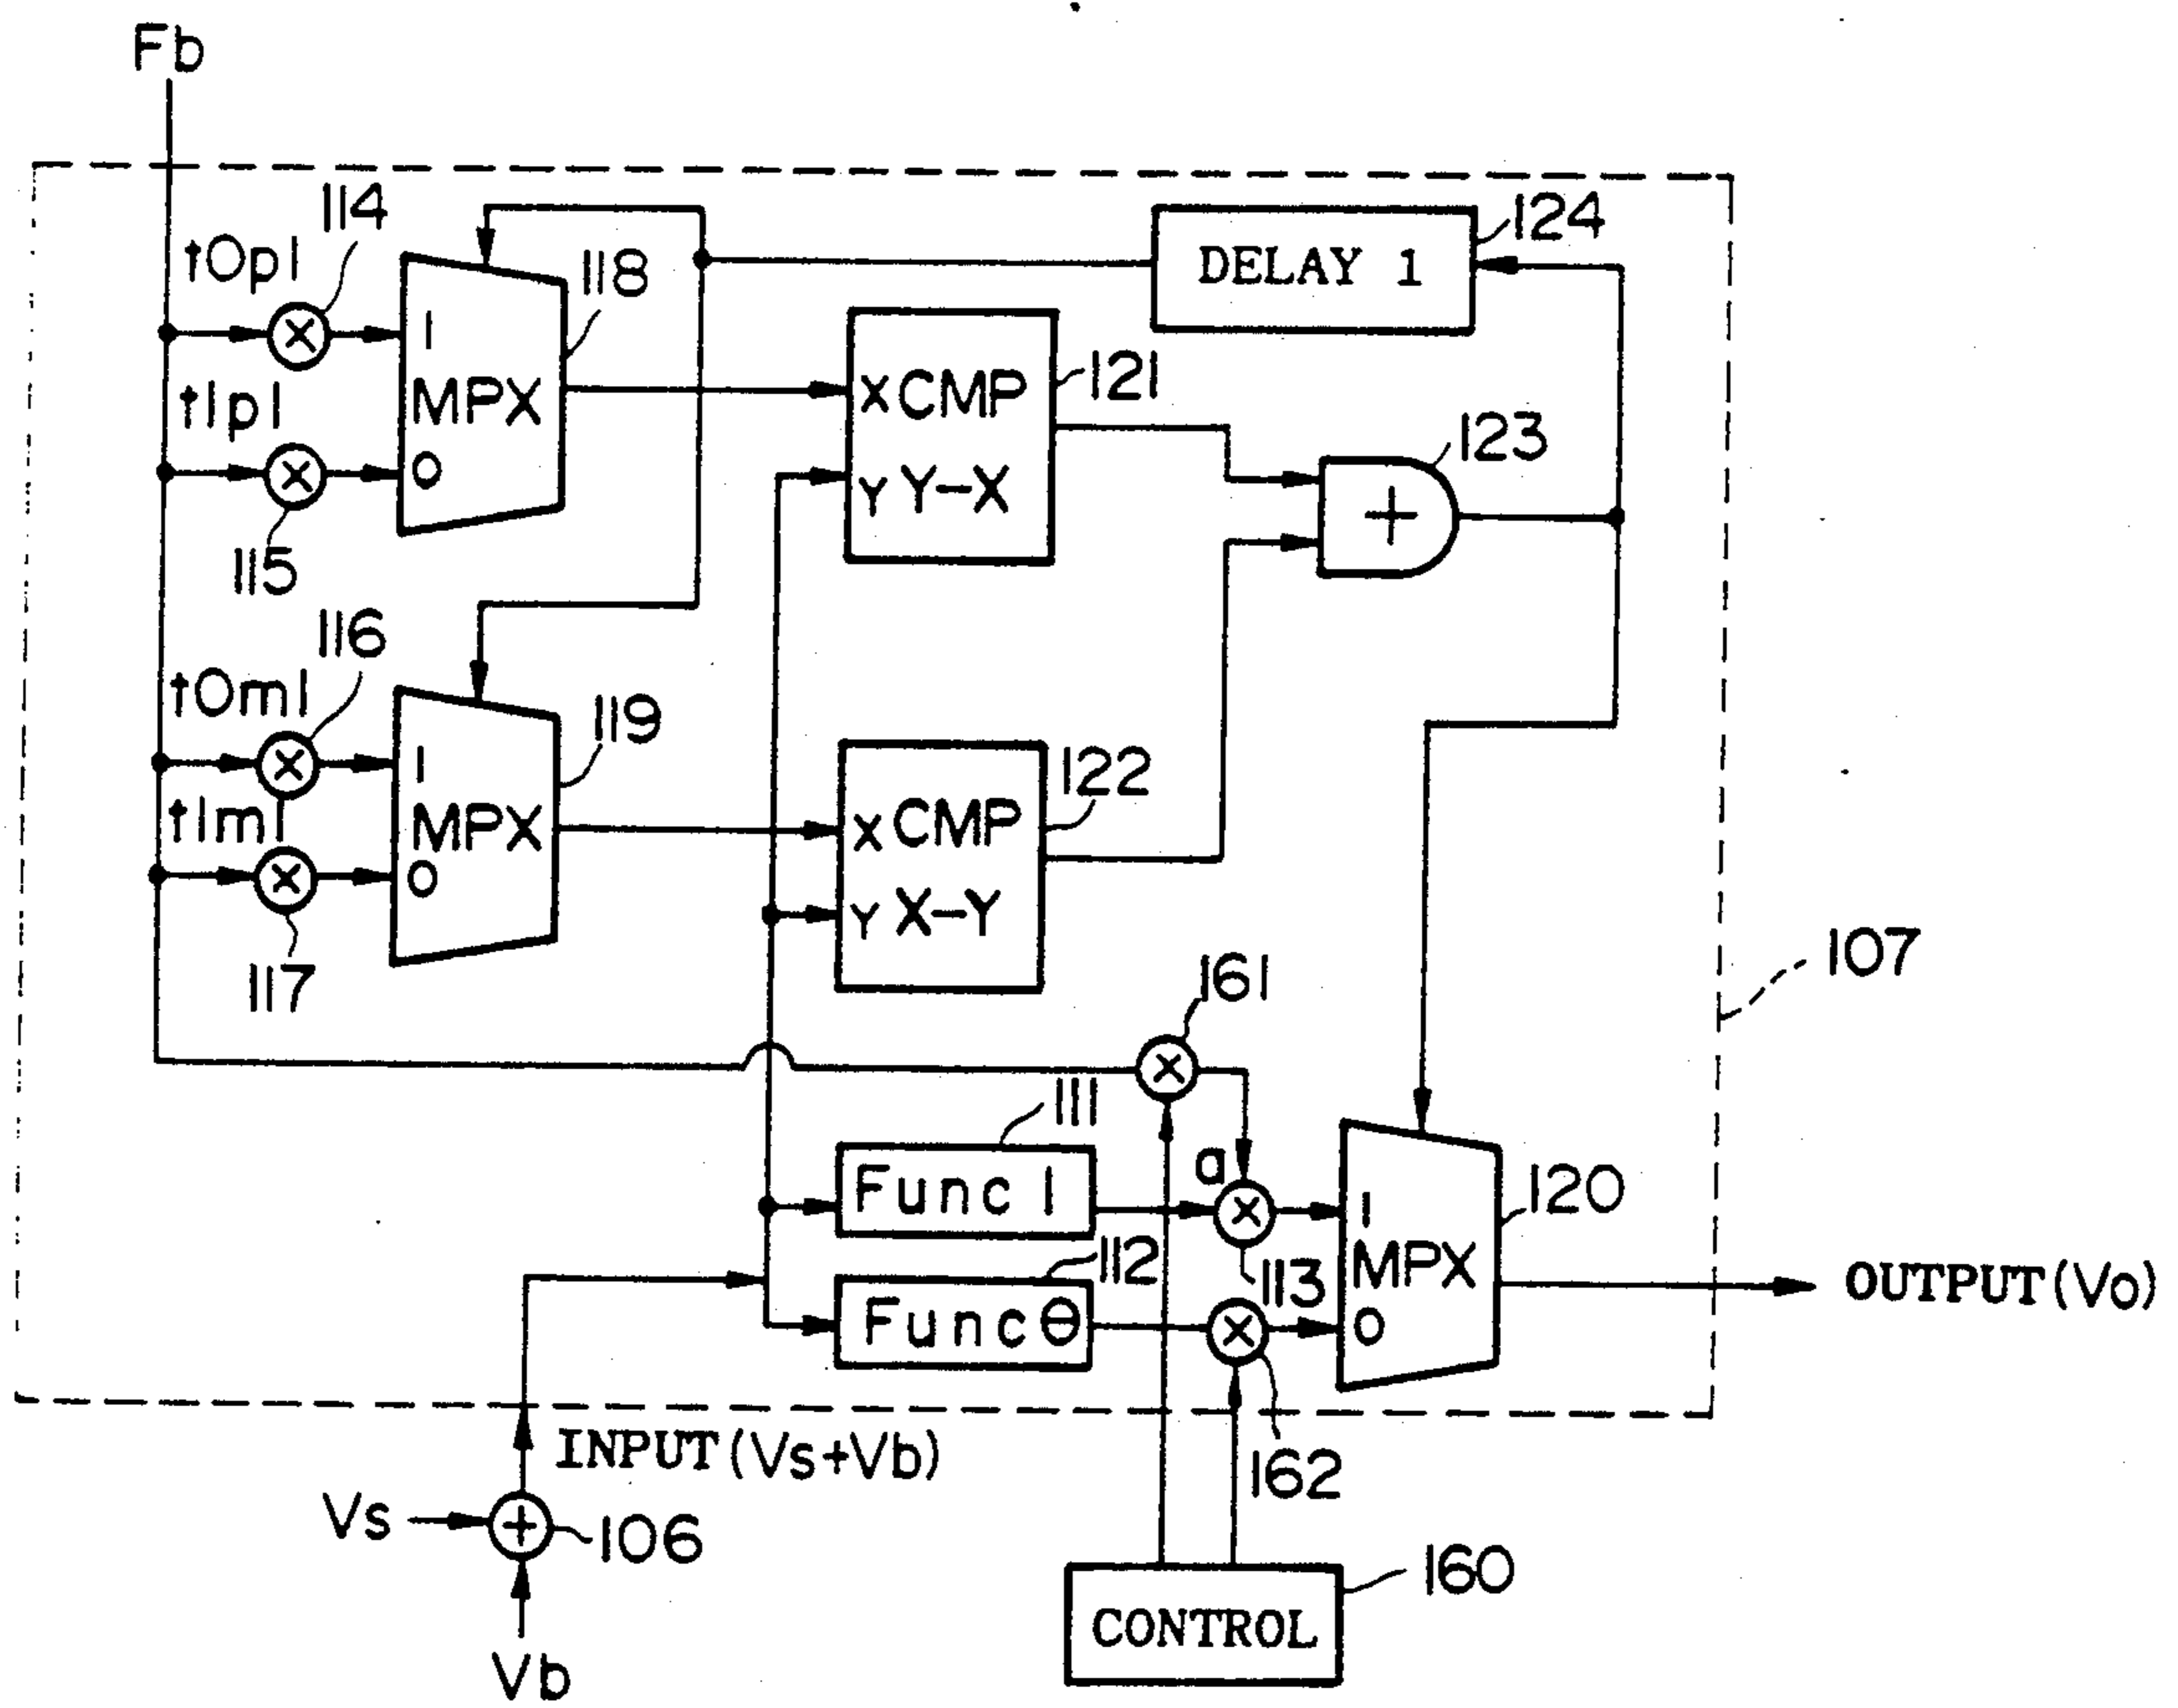 Fb
t0p1
114
118
DELAY 1
124
1
MPX
0
t1p1
115
X CMP
Y Y-X
121
123
+
t0m1
116
119
1
MPX
0
t1m1
117
X CMP
Y X-Y
122
107
161
111
Func 1
a
113
112
Func 0
162
1
MPX
0
120
OUTPUT (Vo)
INPUT (Vs+Vb)
Vs
+
106
Vb
CONTROL
160